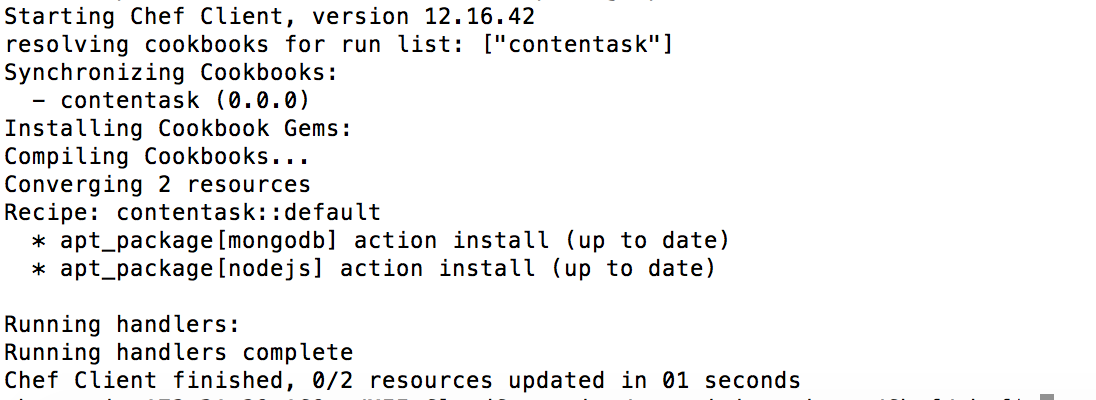 Starting Chef Client, version 12.16.42
resolving cookbooks for run list: ["contentask"]
Synchronizing Cookbooks:
  - contentask (0.0.0)
Installing Cookbook Gems:
Compiling Cookbooks...
Converging 2 resources
Recipe: contentask::default
  * apt_package[mongodb] action install (up to date)
  * apt_package[nodejs] action install (up to date)

Running handlers:
Running handlers complete
Chef Client finished, 0/2 resources updated in 01 seconds